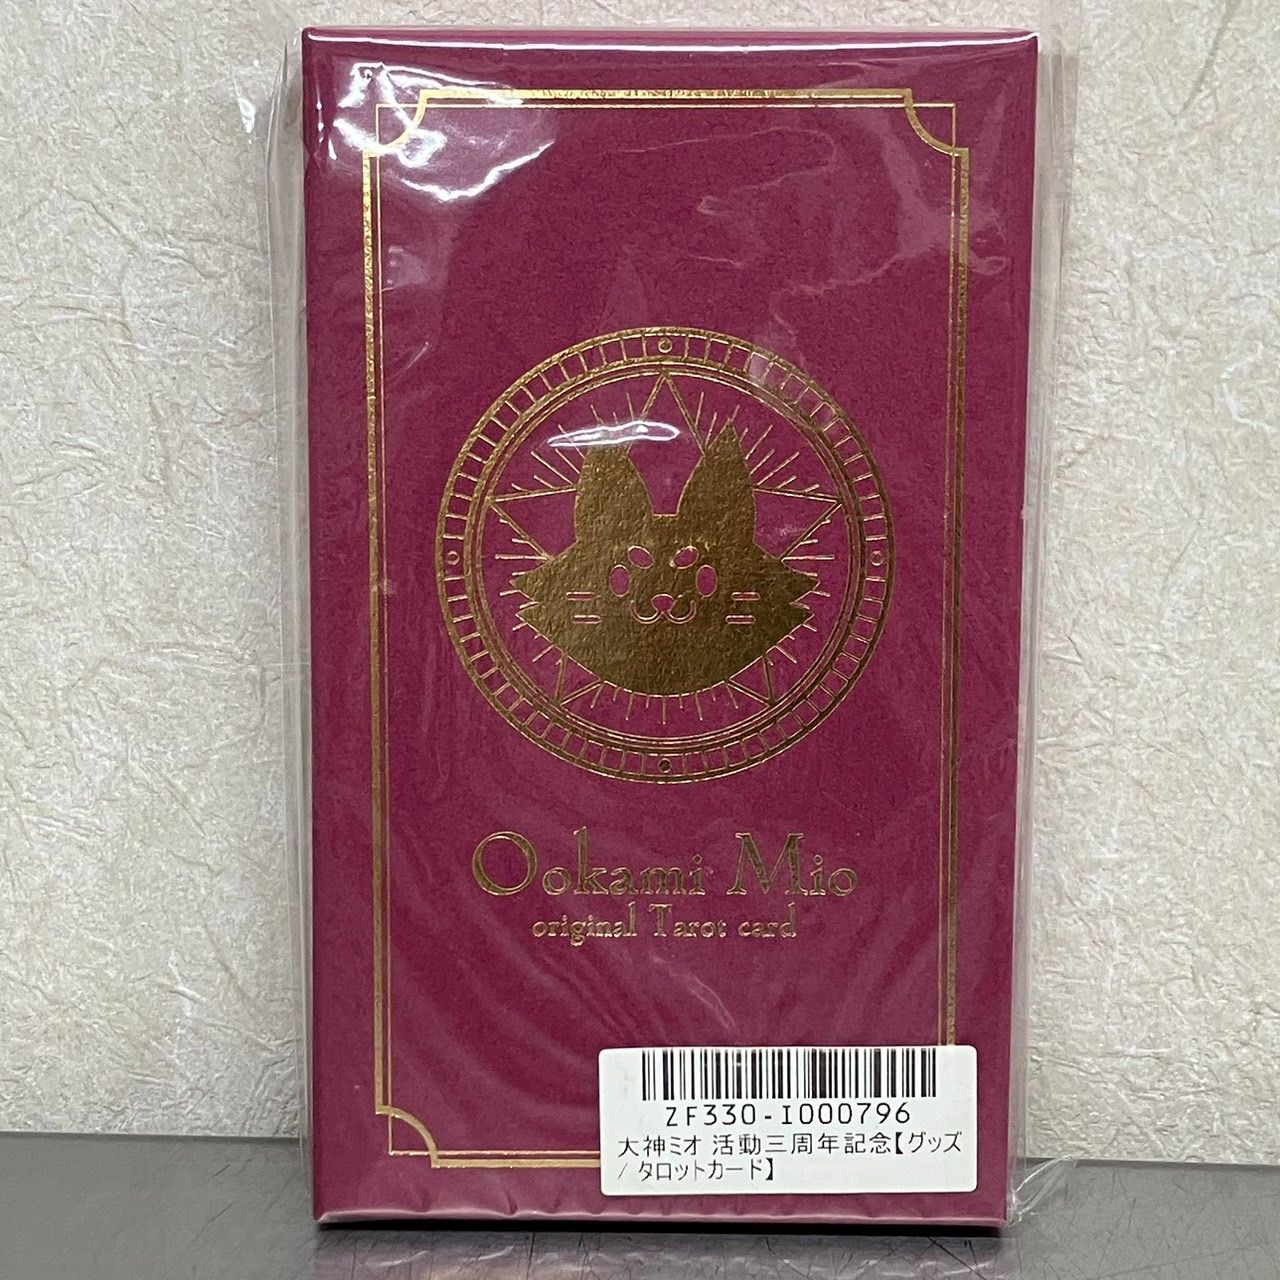 Ookami Mio
original Tarot card
ZF330-I000796
大神ミオ 活動三周年記念【グッズ
/ タロットカード】